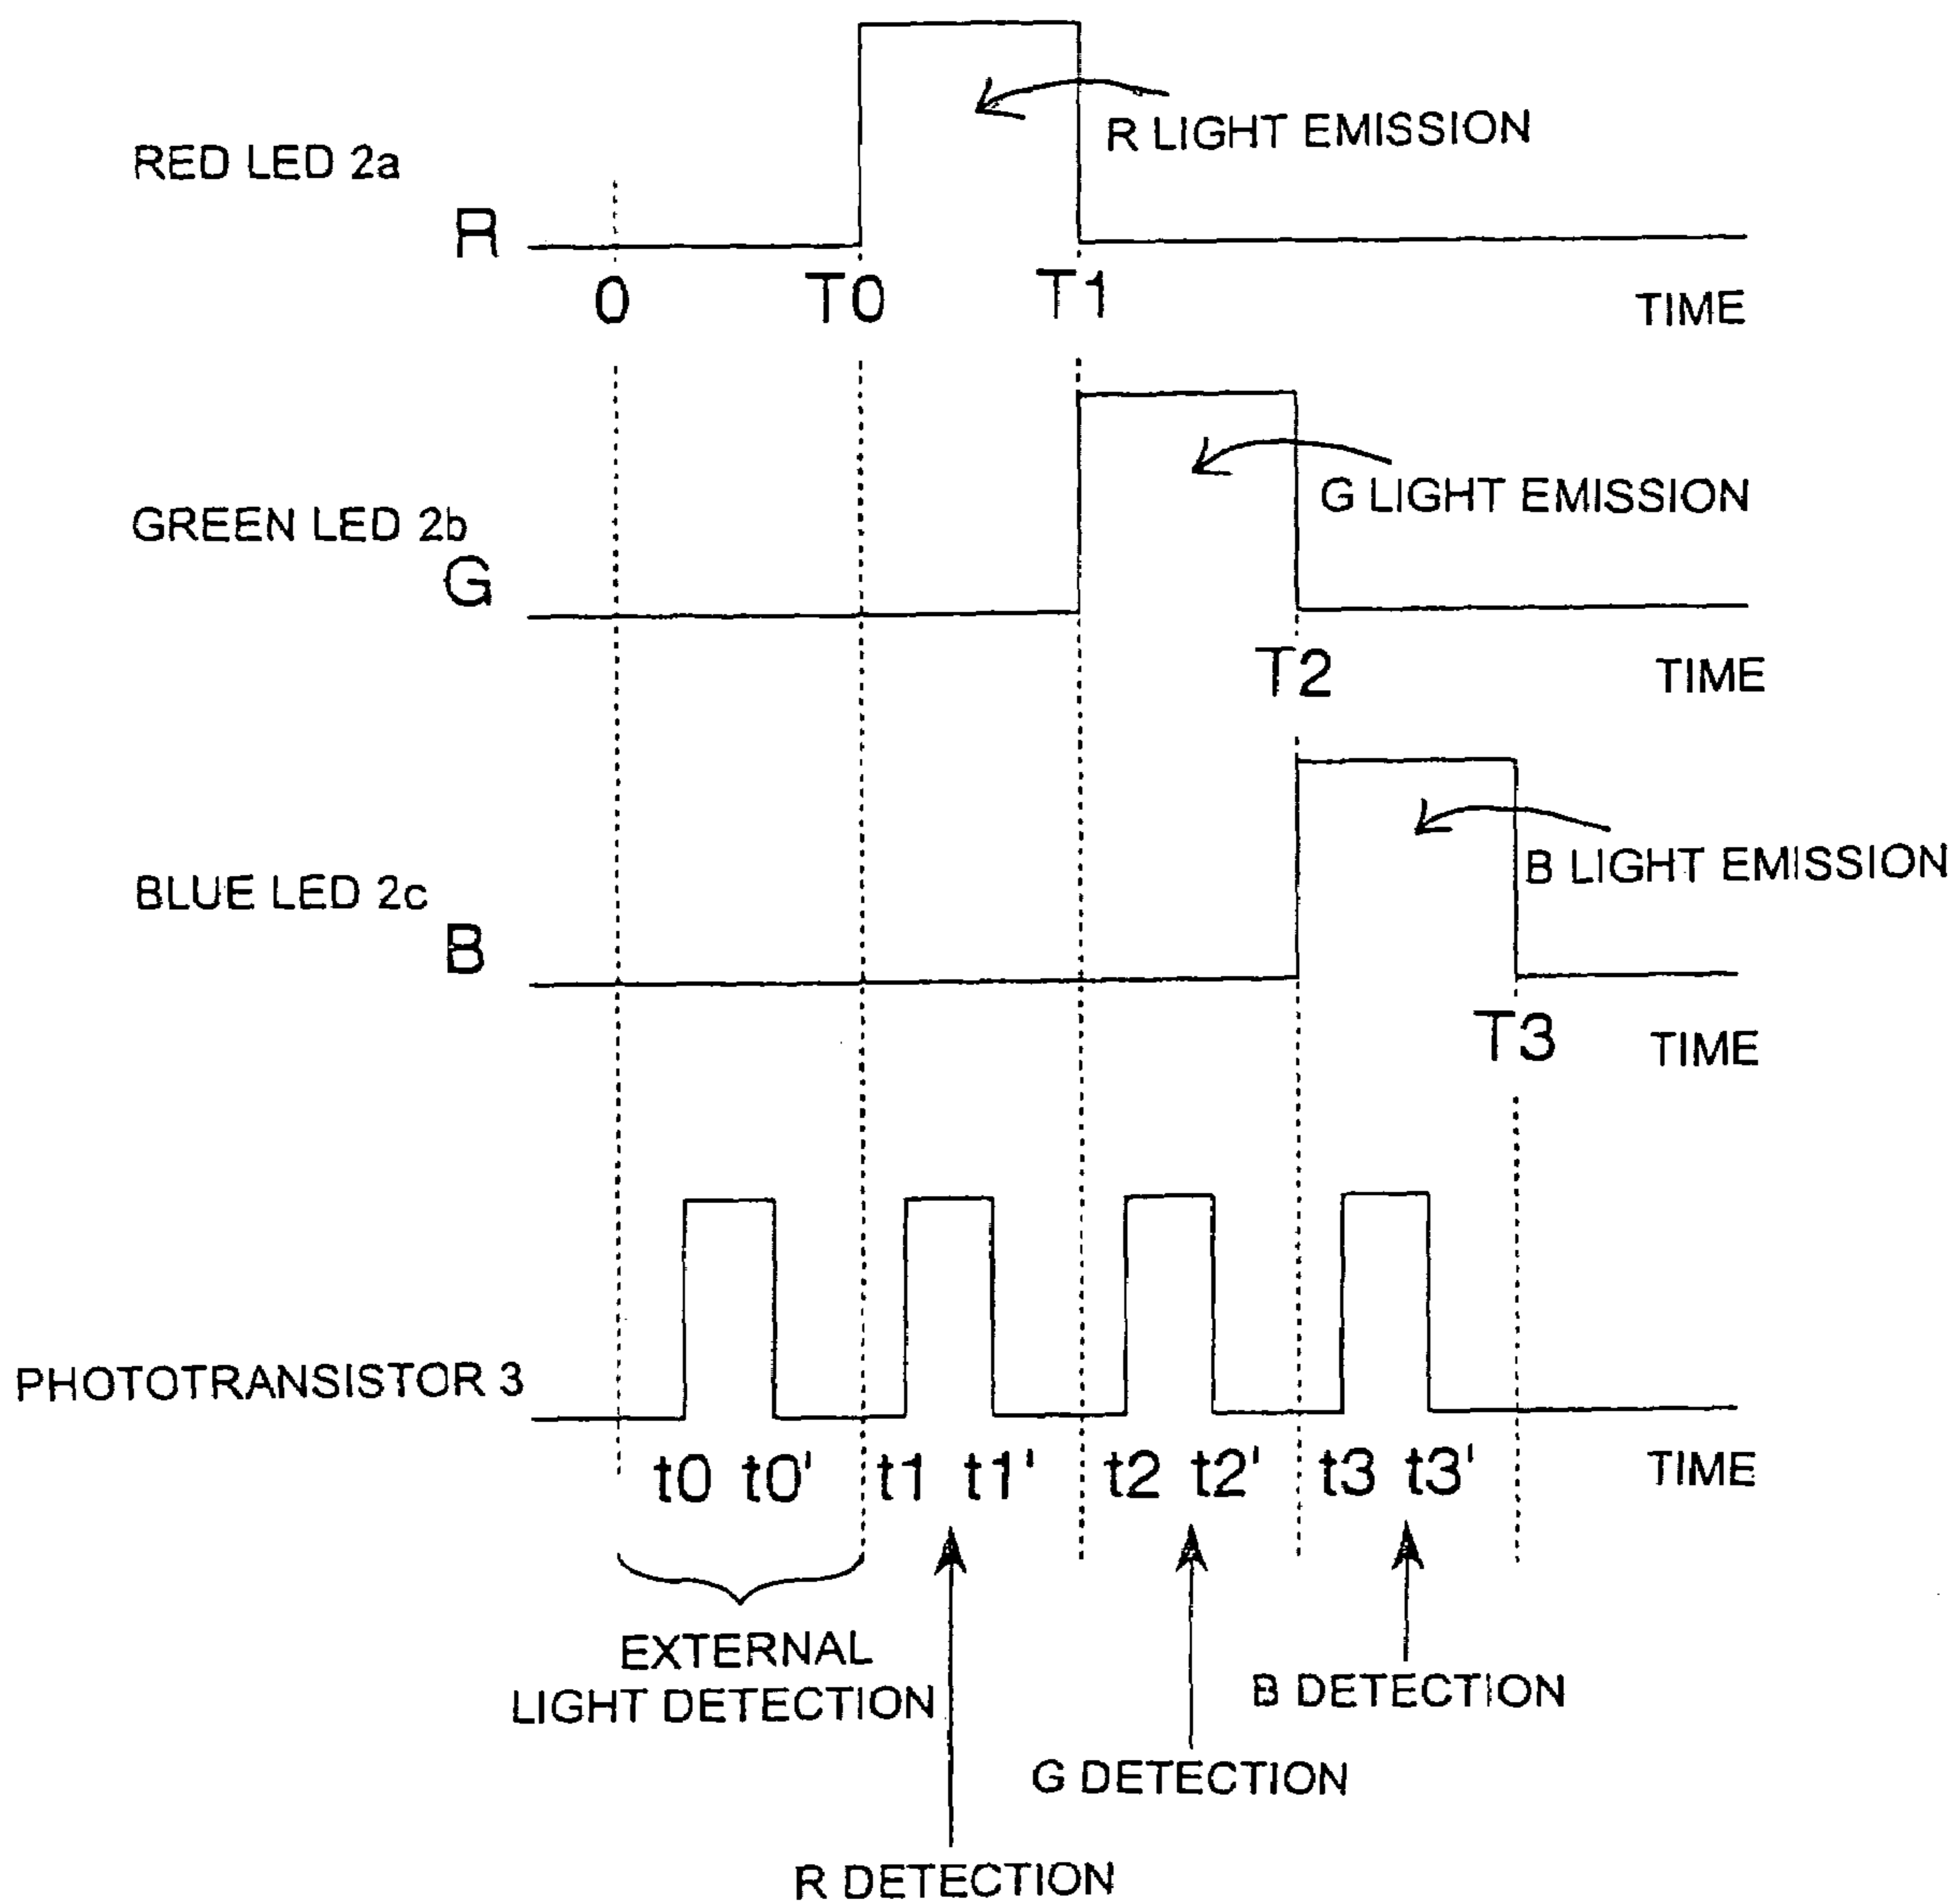 R LIGHT EMISSION
RED LED 2a
R
0 T0 T1 TIME
G LIGHT EMISSION
GREEN LED 2b
G
T2 TIME
B LIGHT EMISSION
BLUE LED 2c
B
T3 TIME
PHOTOTRANSISTOR 3
t0 t0' t1 t1' t2 t2' t3 t3' TIME
EXTERNAL
LIGHT DETECTION
B DETECTION
G DETECTION
R DETECTION